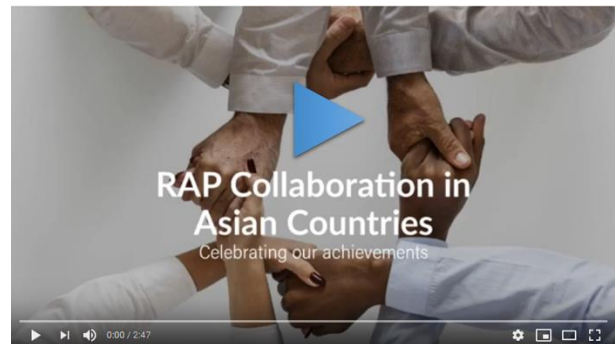 RAP Collaboration in
Asian Countries
Celebrating our achievements
0:00 / 2:47